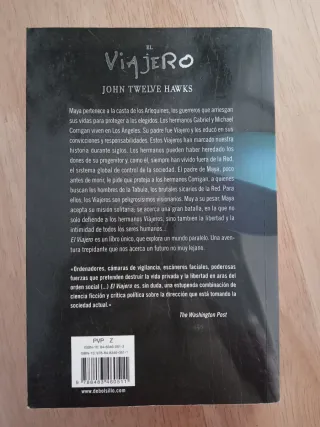 EL
VIAJERO
JOHN TWELVE HAWKS
Maya pertenece a la casta de los Arlequines, los guerreros que arriesgan
sus vidas para proteger a los elegidos. Los hermanos Gabriel y Michael
Corrigan viven en Los Ángeles. Su padre fue Viajero y los educó en sus
convicciones y responsabilidades. Estos Viajeros han marcado nuestra
historia durante siglos. Los hermanos pueden haber heredado los
dones de su progenitor y, como él, siempre han vivido fuera de la Red,
el sistema global de control de la sociedad. El padre de Maya, poco
antes de morir, le pide que proteja a los hermanos Corrigan, a quienes
buscan los hombres de la Tabula, los brutales sicarios de la Red. Para
ellos, los Viajeros son peligrosísimos visionarios. May a su pesar, Maya
acepta su misión solitaria; se acerca una gran batalla, en la que no
solo defiende a los hermanos Viajeros, sino también la libertad y la
intimidad de todos los seres humanos...
El Viajero es un libro único, que explora un mundo paralelo. Una aven-
tura trepidante que nos acerca un futuro no muy lejano.
«Ordenadores, cámaras de vigilancia, escáneres faciales, poderosas
fuerzas que pretenden destruir la vida privada y la libertad en aras del
orden social (...) El Viajero es, sin duda, una estupenda combinación de
ciencia ficción y crítica política sobre la dirección que está tomando la
sociedad actual.»
The Washington Post
PVP 2
www.debolsillo.com